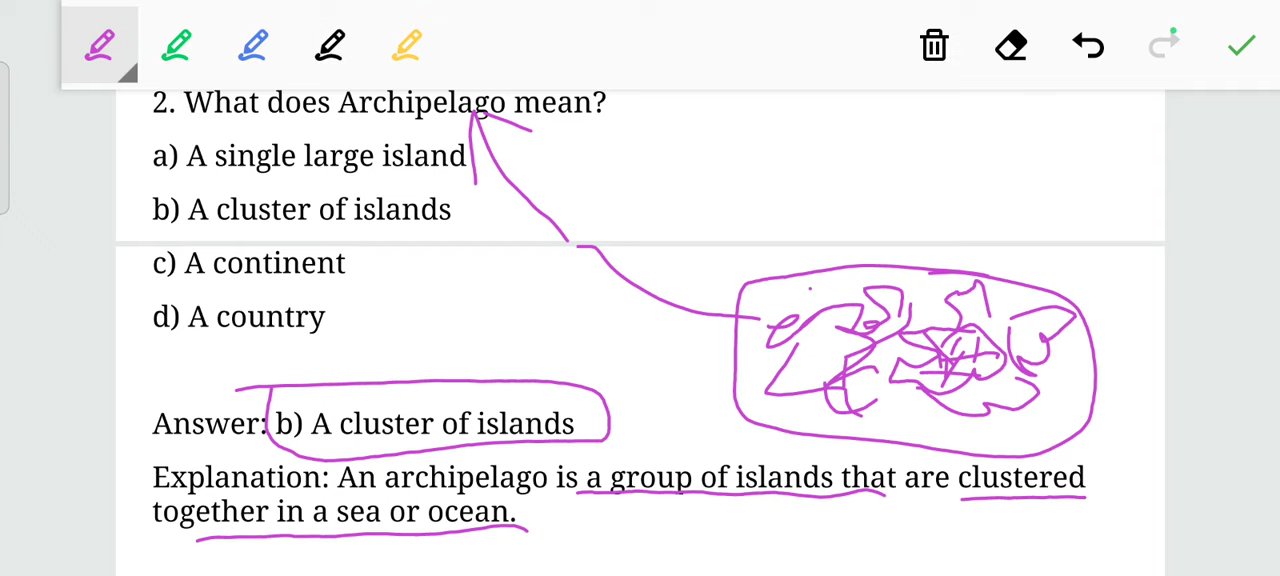 2. What does Archipelago mean?
a) A single large island
b) A cluster of islands
c) A continent
d) A country
Answer: b) A cluster of islands
Explanation: An archipelago is a group of islands that are clustered
together in a sea or ocean.